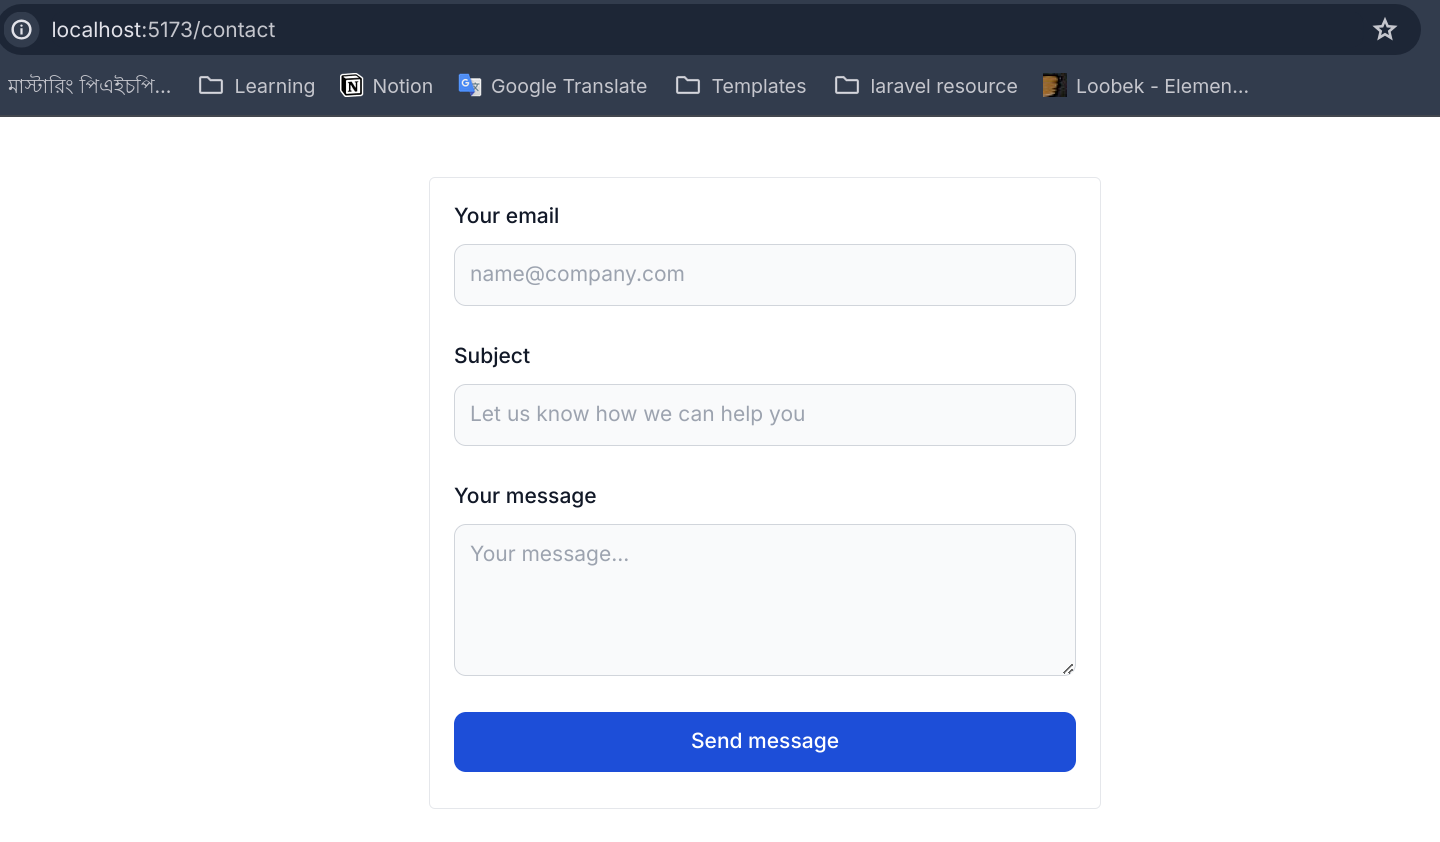 localhost:5173/contact
মাস্টারিং পিএইচপি... Learning Notion Google Translate Templates laravel resource Loobek - Elemen...
Your email
name@company.com
Subject
Let us know how we can help you
Your message
Your message...
Send message